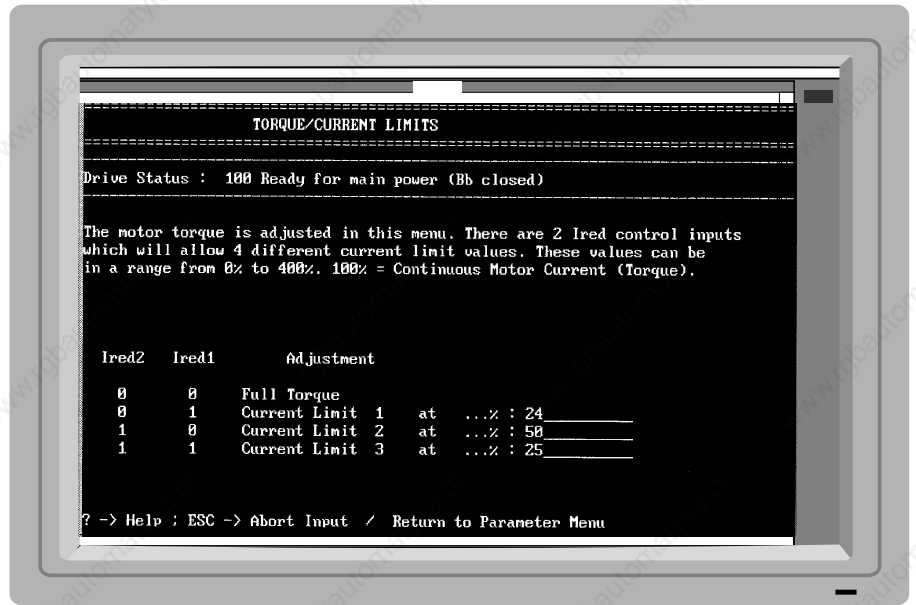 TORQUE/CURRENT LIMITS
Drive Status :  100 Ready for main power (Bb closed)
The motor torque is adjusted in this menu. There are 2 Ired control inputs
which will allow 4 different current limit values. These values can be
in a range from 0% to 400%. 100% = Continuous Motor Current (Torque).
Ired2 Ired1 Adjustment
0 0 Full Torque
0 1 Current Limit 1 at ...% : 24
1 0 Current Limit 2 at ...% : 50
1 1 Current Limit 3 at ...% : 25
? -> Help ; ESC -> Abort Input / Return to Parameter Menu